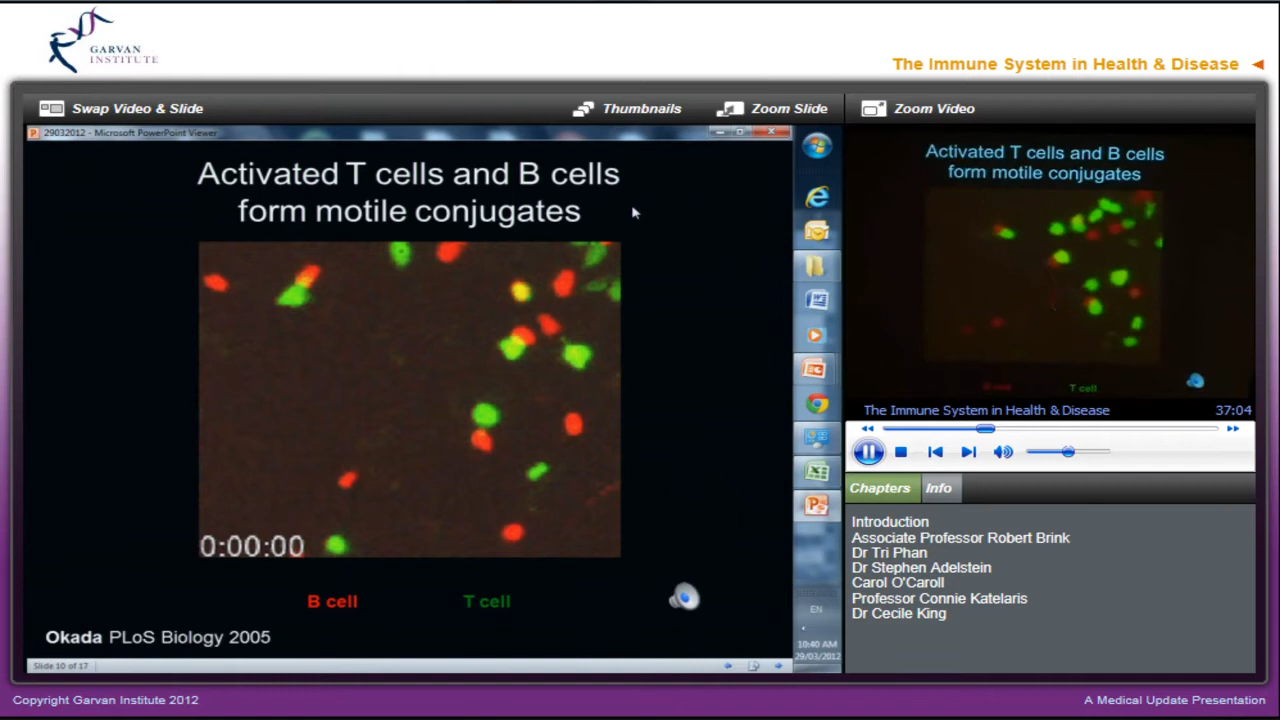 GARVAN
INSTITUTE
The Immune System in Health & Disease
Swap Video & Slide
Thumbnails
Zoom Slide
Zoom Video
29032012 - Microsoft PowerPoint Viewer
Activated T cells and B cells
form motile conjugates
0:00:00
B cell
T cell
Okada PLoS Biology 2005
Slide 10 of 17
EN
10:40 AM
29/03/2012
Activated T cells and B cells
form motile conjugates
T cell
The Immune System in Health & Disease
37:04
Chapters
Info
Introduction
Associate Professor Robert Brink
Dr Tri Phan
Dr Stephen Adelstein
Carol O'Caroll
Professor Connie Katelaris
Dr Cecile King
Copyright Garvan Institute 2012
A Medical Update Presentation